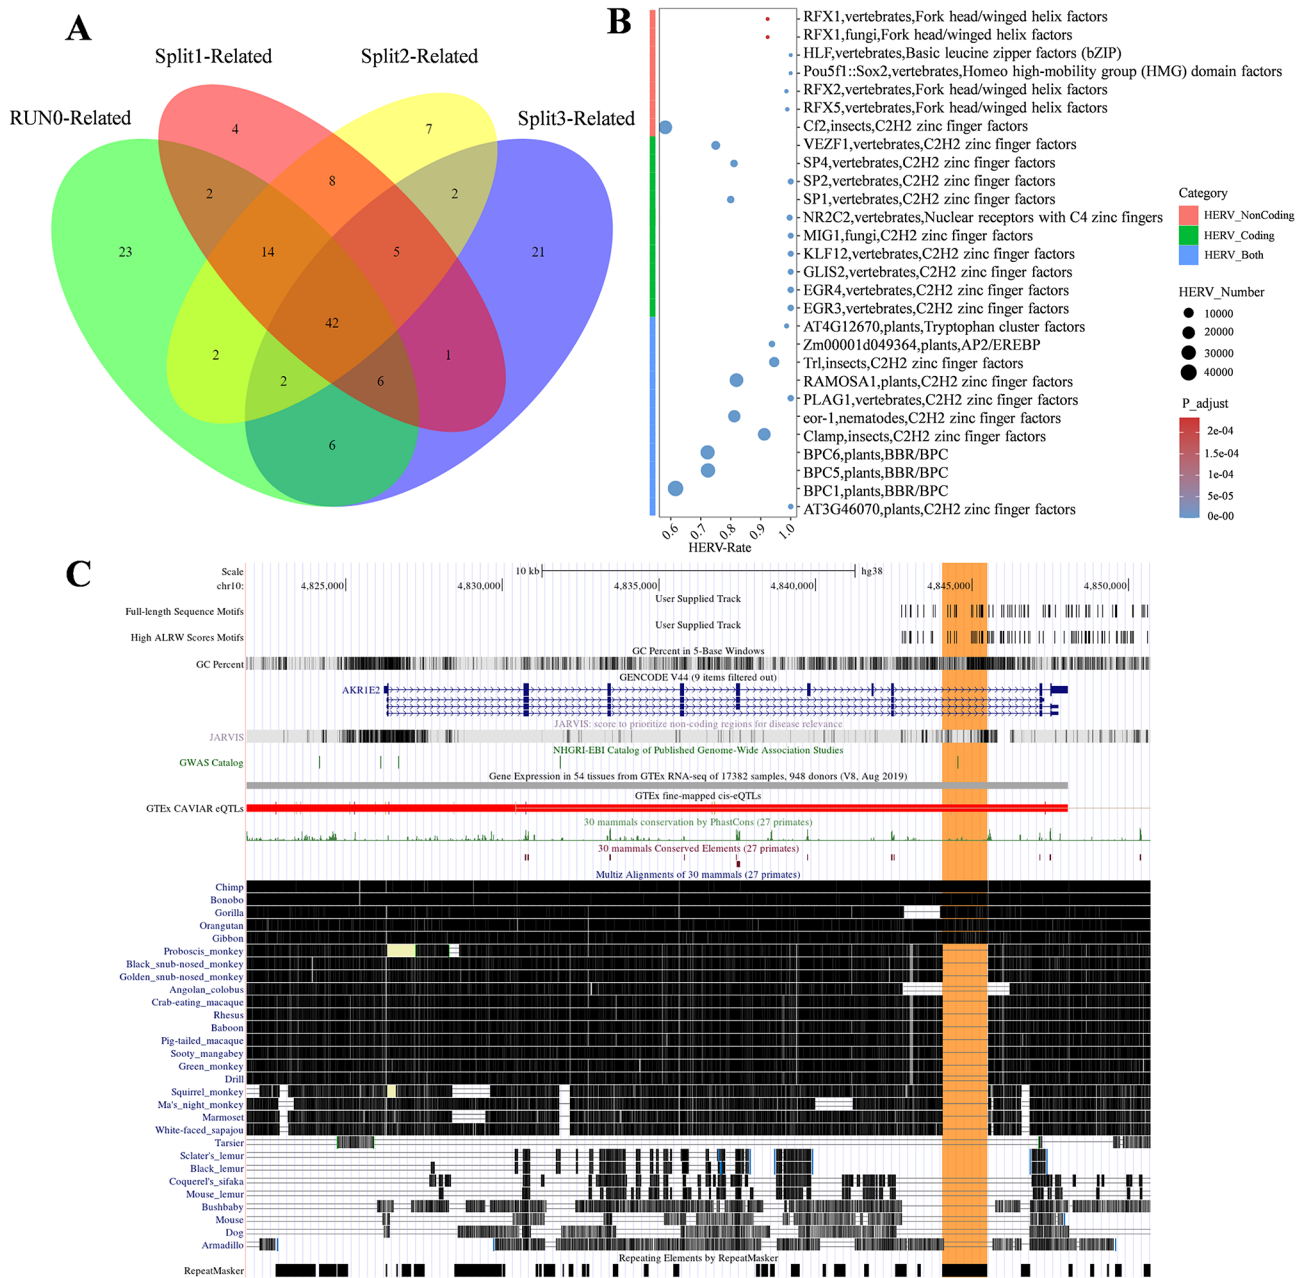 A
Split1-Related
Split2-Related
RUN0-Related
Split3-Related
4
7
2
8
2
23
14
5
21
42
2
1
2
6
6
B
RFX1,vertebrates,Fork head/winged helix factors
RFX1,fungi,Fork head/winged helix factors
HLF,vertebrates,Basic leucine zipper factors (bZIP)
Pou5f1::Sox2,vertebrates,Homeo high-mobility group (HMG) domain factors
RFX2,vertebrates,Fork head/winged helix factors
RFX5,vertebrates,Fork head/winged helix factors
Cf2,insects,C2H2 zinc finger factors
VEZF1,vertebrates,C2H2 zinc finger factors
SP4,vertebrates,C2H2 zinc finger factors
SP2,vertebrates,C2H2 zinc finger factors
SP1,vertebrates,C2H2 zinc finger factors
NR2C2,vertebrates,Nuclear receptors with C4 zinc fingers
MIG1,fungi,C2H2 zinc finger factors
KLF12,vertebrates,C2H2 zinc finger factors
GLIS2,vertebrates,C2H2 zinc finger factors
EGR4,vertebrates,C2H2 zinc finger factors
EGR3,vertebrates,C2H2 zinc finger factors
AT4G12670,plants,Tryptophan cluster factors
Zm00001d049364,plants,AP2/EREBP
Trl,insects,C2H2 zinc finger factors
RAMOSA1,plants,C2H2 zinc finger factors
PLAG1,vertebrates,C2H2 zinc finger factors
eor-1,nematodes,C2H2 zinc finger factors
Clamp,insects,C2H2 zinc finger factors
BPC6,plants,BBR/BPC
BPC5,plants,BBR/BPC
BPC1,plants,BBR/BPC
AT3G46070,plants,C2H2 zinc finger factors
0.6 0.7 0.8 0.9 1.0
HERV-Rate
Category
HERV_NonCoding
HERV_Coding
HERV_Both
HERV_Number
10000
20000
30000
40000
P_adjust
2e-04
1.5e-04
1e-04
5e-05
0e-00
C
Scale 10 kb hg38
chr10: 4,825,000 4,830,000 4,835,000 4,840,000 4,845,000 4,850,000
User Supplied Track
Full-length Sequence Motifs
User Supplied Track
High ALRW Scores Motifs
GC Percent in 5-Base Windows
GC Percent
GENCODE V44 (9 items filtered out)
AKR1E2
JARVIS: score to prioritize non-coding regions for disease relevance
JARVIS
NHGRI-EBI Catalog of Published Genome-Wide Association Studies
GWAS Catalog
Gene Expression in 54 tissues from GTEx RNA-seq of 17382 samples, 948 donors (V8, Aug 2019)
GTEx fine-mapped cis-eQTLs
GTEx CAVIAR eQTLs
30 mammals conservation by PhastCons (27 primates)
30 mammals Conserved Elements (27 primates)
Multiz Alignments of 30 mammals (27 primates)
Chimp
Bonobo
Gorilla
Orangutan
Gibbon
Proboscis_monkey
Black_snub-nosed_monkey
Golden_snub-nosed_monkey
Angolan_colobus
Crab-eating_macaque
Rhesus
Baboon
Pig-tailed_macaque
Sooty_mangabey
Green_monkey
Drill
Squirrel_monkey
Ma's_night_monkey
Marmoset
White-faced_sapajou
Tarsier
Sclater's_lemur
Black_lemur
Coquerel's_sifaka
Mouse_lemur
Bushbaby
Mouse
Dog
Armadillo
Repeating Elements by RepeatMasker
RepeatMasker